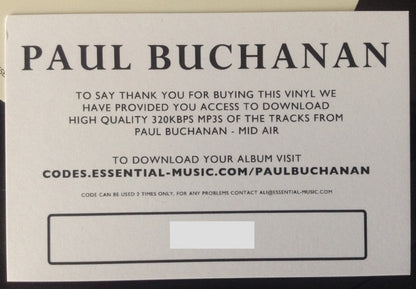 PAUL BUCHANAN
TO SAY THANK YOU FOR BUYING THIS VINYL WE
HAVE PROVIDED YOU ACCESS TO DOWNLOAD
HIGH QUALITY 320KBPS MP3S OF THE TRACKS FROM
PAUL BUCHANAN - MID AIR
TO DOWNLOAD YOUR ALBUM VISIT
CODES.ESSENTIAL-MUSIC.COM/PAULBUCHANAN
CODE CAN BE USED 2 TIMES ONLY, FOR ANY PROBLEMS CONTACT ALI@ESSENTIAL-MUSIC.COM